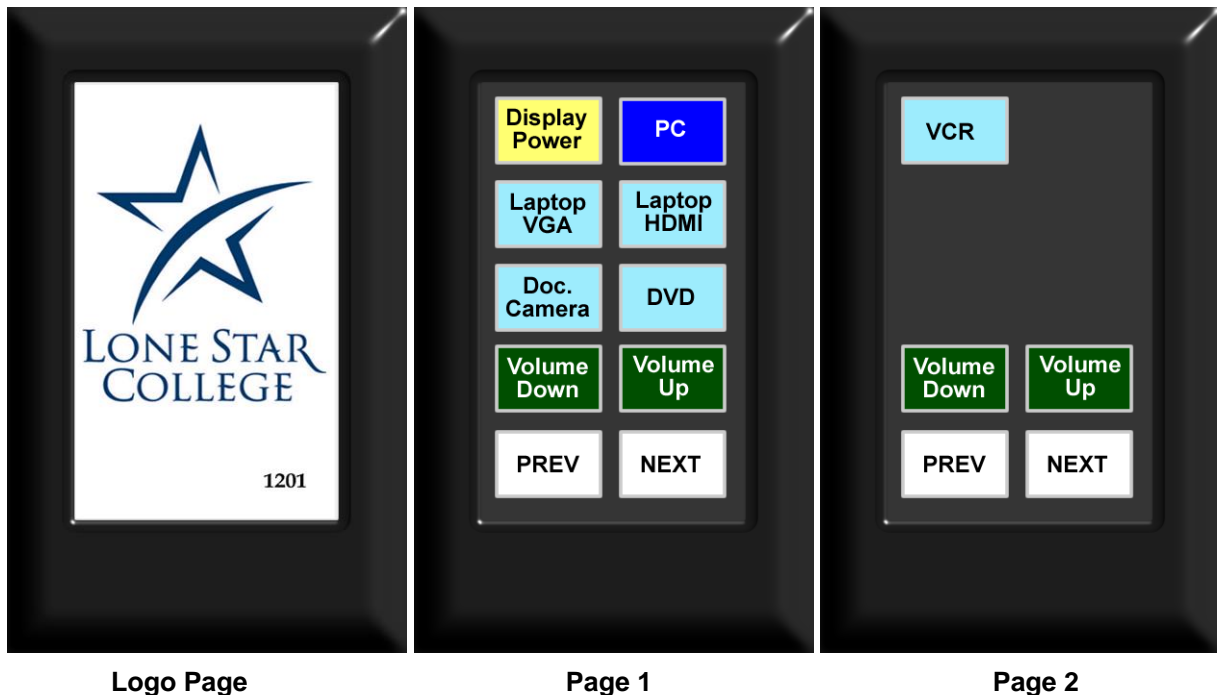 LONE STAR
COLLEGE
1201
Display
Power
PC
Laptop
VGA
Laptop
HDMI
Doc.
Camera
DVD
Volume
Down
Volume
Up
PREV
NEXT
VCR
Volume
Down
Volume
Up
PREV
NEXT
Logo Page
Page 1
Page 2